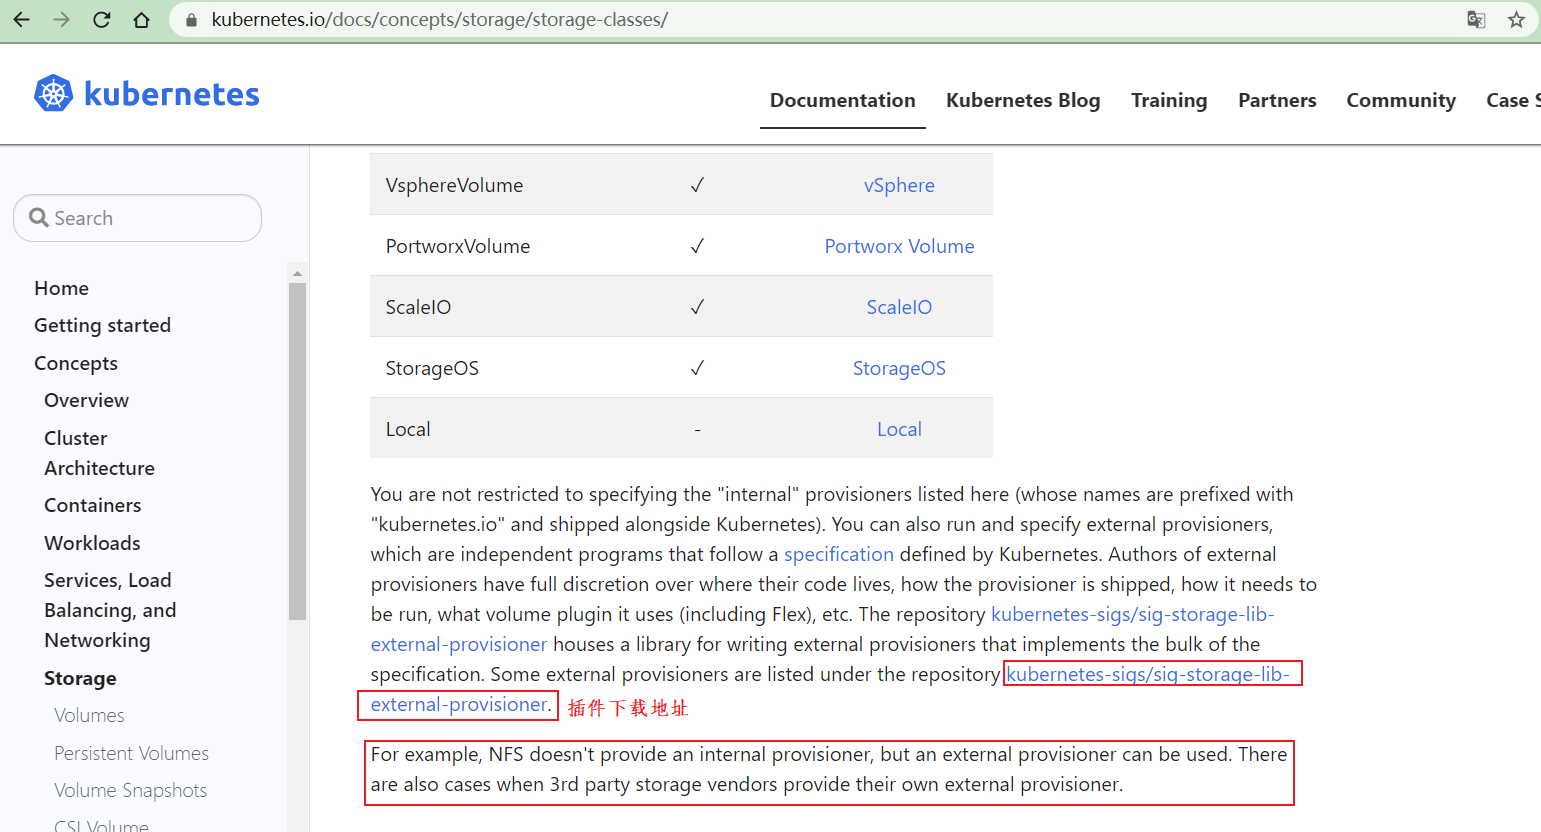 kubernetes.io/docs/concepts/storage/storage-classes/
kubernetes
Documentation
Kubernetes Blog
Training
Partners
Community
Case S
Search
Home
Getting started
Concepts
Overview
Cluster
Architecture
Containers
Workloads
Services, Load
Balancing, and
Networking
Storage
Volumes
Persistent Volumes
Volume Snapshots
CSI Volume
VsphereVolume ✓ vSphere
PortworxVolume ✓ Portworx Volume
ScaleIO ✓ ScaleIO
StorageOS ✓ StorageOS
Local - Local
You are not restricted to specifying the "internal" provisioners listed here (whose names are prefixed with
"kubernetes.io" and shipped alongside Kubernetes). You can also run and specify external provisioners,
which are independent programs that follow a specification defined by Kubernetes. Authors of external
provisioners have full discretion over where their code lives, how the provisioner is shipped, how it needs to
be run, what volume plugin it uses (including Flex), etc. The repository kubernetes-sigs/sig-storage-lib-
external-provisioner houses a library for writing external provisioners that implements the bulk of the
specification. Some external provisioners are listed under the repository kubernetes-sigs/sig-storage-lib-
external-provisioner. 插件下载地址
For example, NFS doesn't provide an internal provisioner, but an external provisioner can be used. There
are also cases when 3rd party storage vendors provide their own external provisioner.